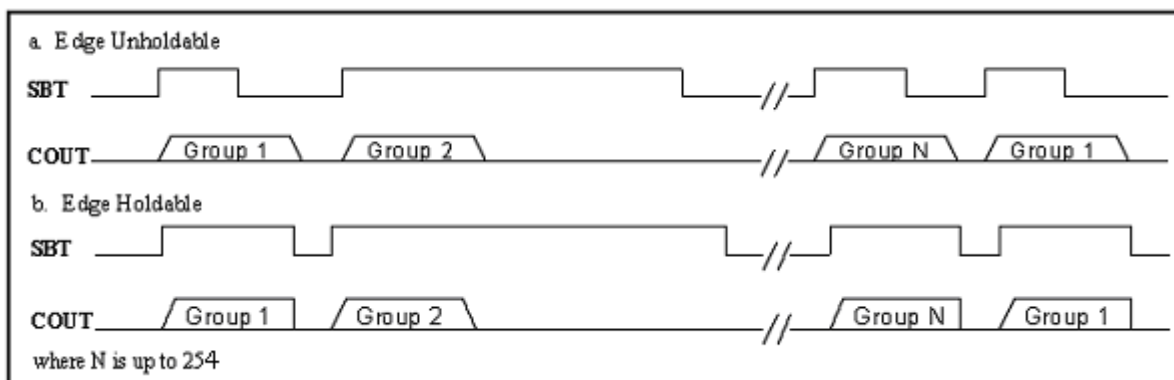 a. Edge Unholdable
SBT
COUT Group 1 Group 2 Group N Group 1
b. Edge Holdable
SBT
COUT Group 1 Group 2 Group N Group 1
where N is up to 254